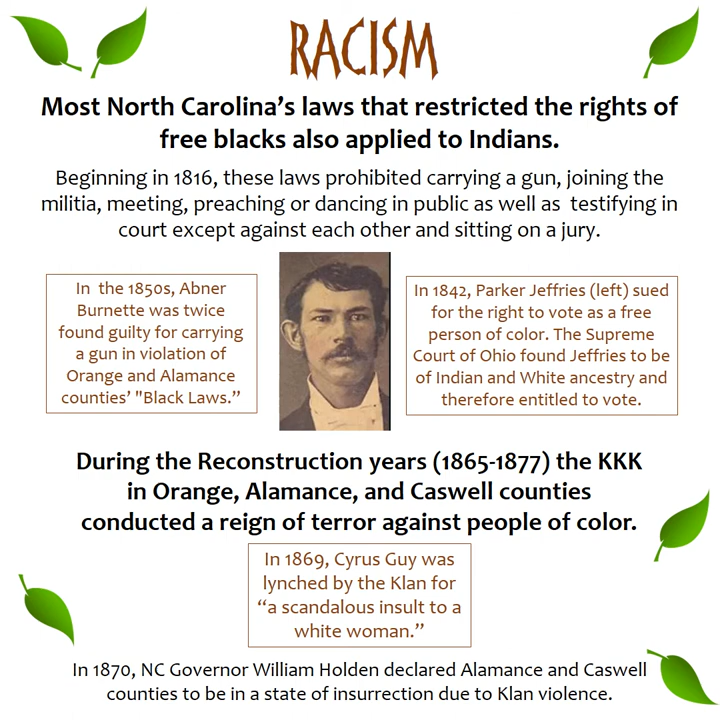 RACISM
Most North Carolina's laws that restricted the rights of
free blacks also applied to Indians.
Beginning in 1816, these laws prohibited carrying a gun, joining the
militia, meeting, preaching or dancing in public as well as  testifying in
court except against each other and sitting on a jury.
In  the 1850s, Abner
Burnette was twice
found guilty for carrying
a gun in violation of
Orange and Alamance
counties' "Black Laws."
In 1842, Parker Jeffries (left) sued
for the right to vote as a free
person of color. The Supreme
Court of Ohio found Jeffries to be
of Indian and White ancestry and
therefore entitled to vote.
During the Reconstruction years (1865-1877) the KKK
in Orange, Alamance, and Caswell counties
conducted a reign of terror against people of color.
In 1869, Cyrus Guy was
lynched by the Klan for
"a scandalous insult to a
white woman."
In 1870, NC Governor William Holden declared Alamance and Caswell
counties to be in a state of insurrection due to Klan violence.